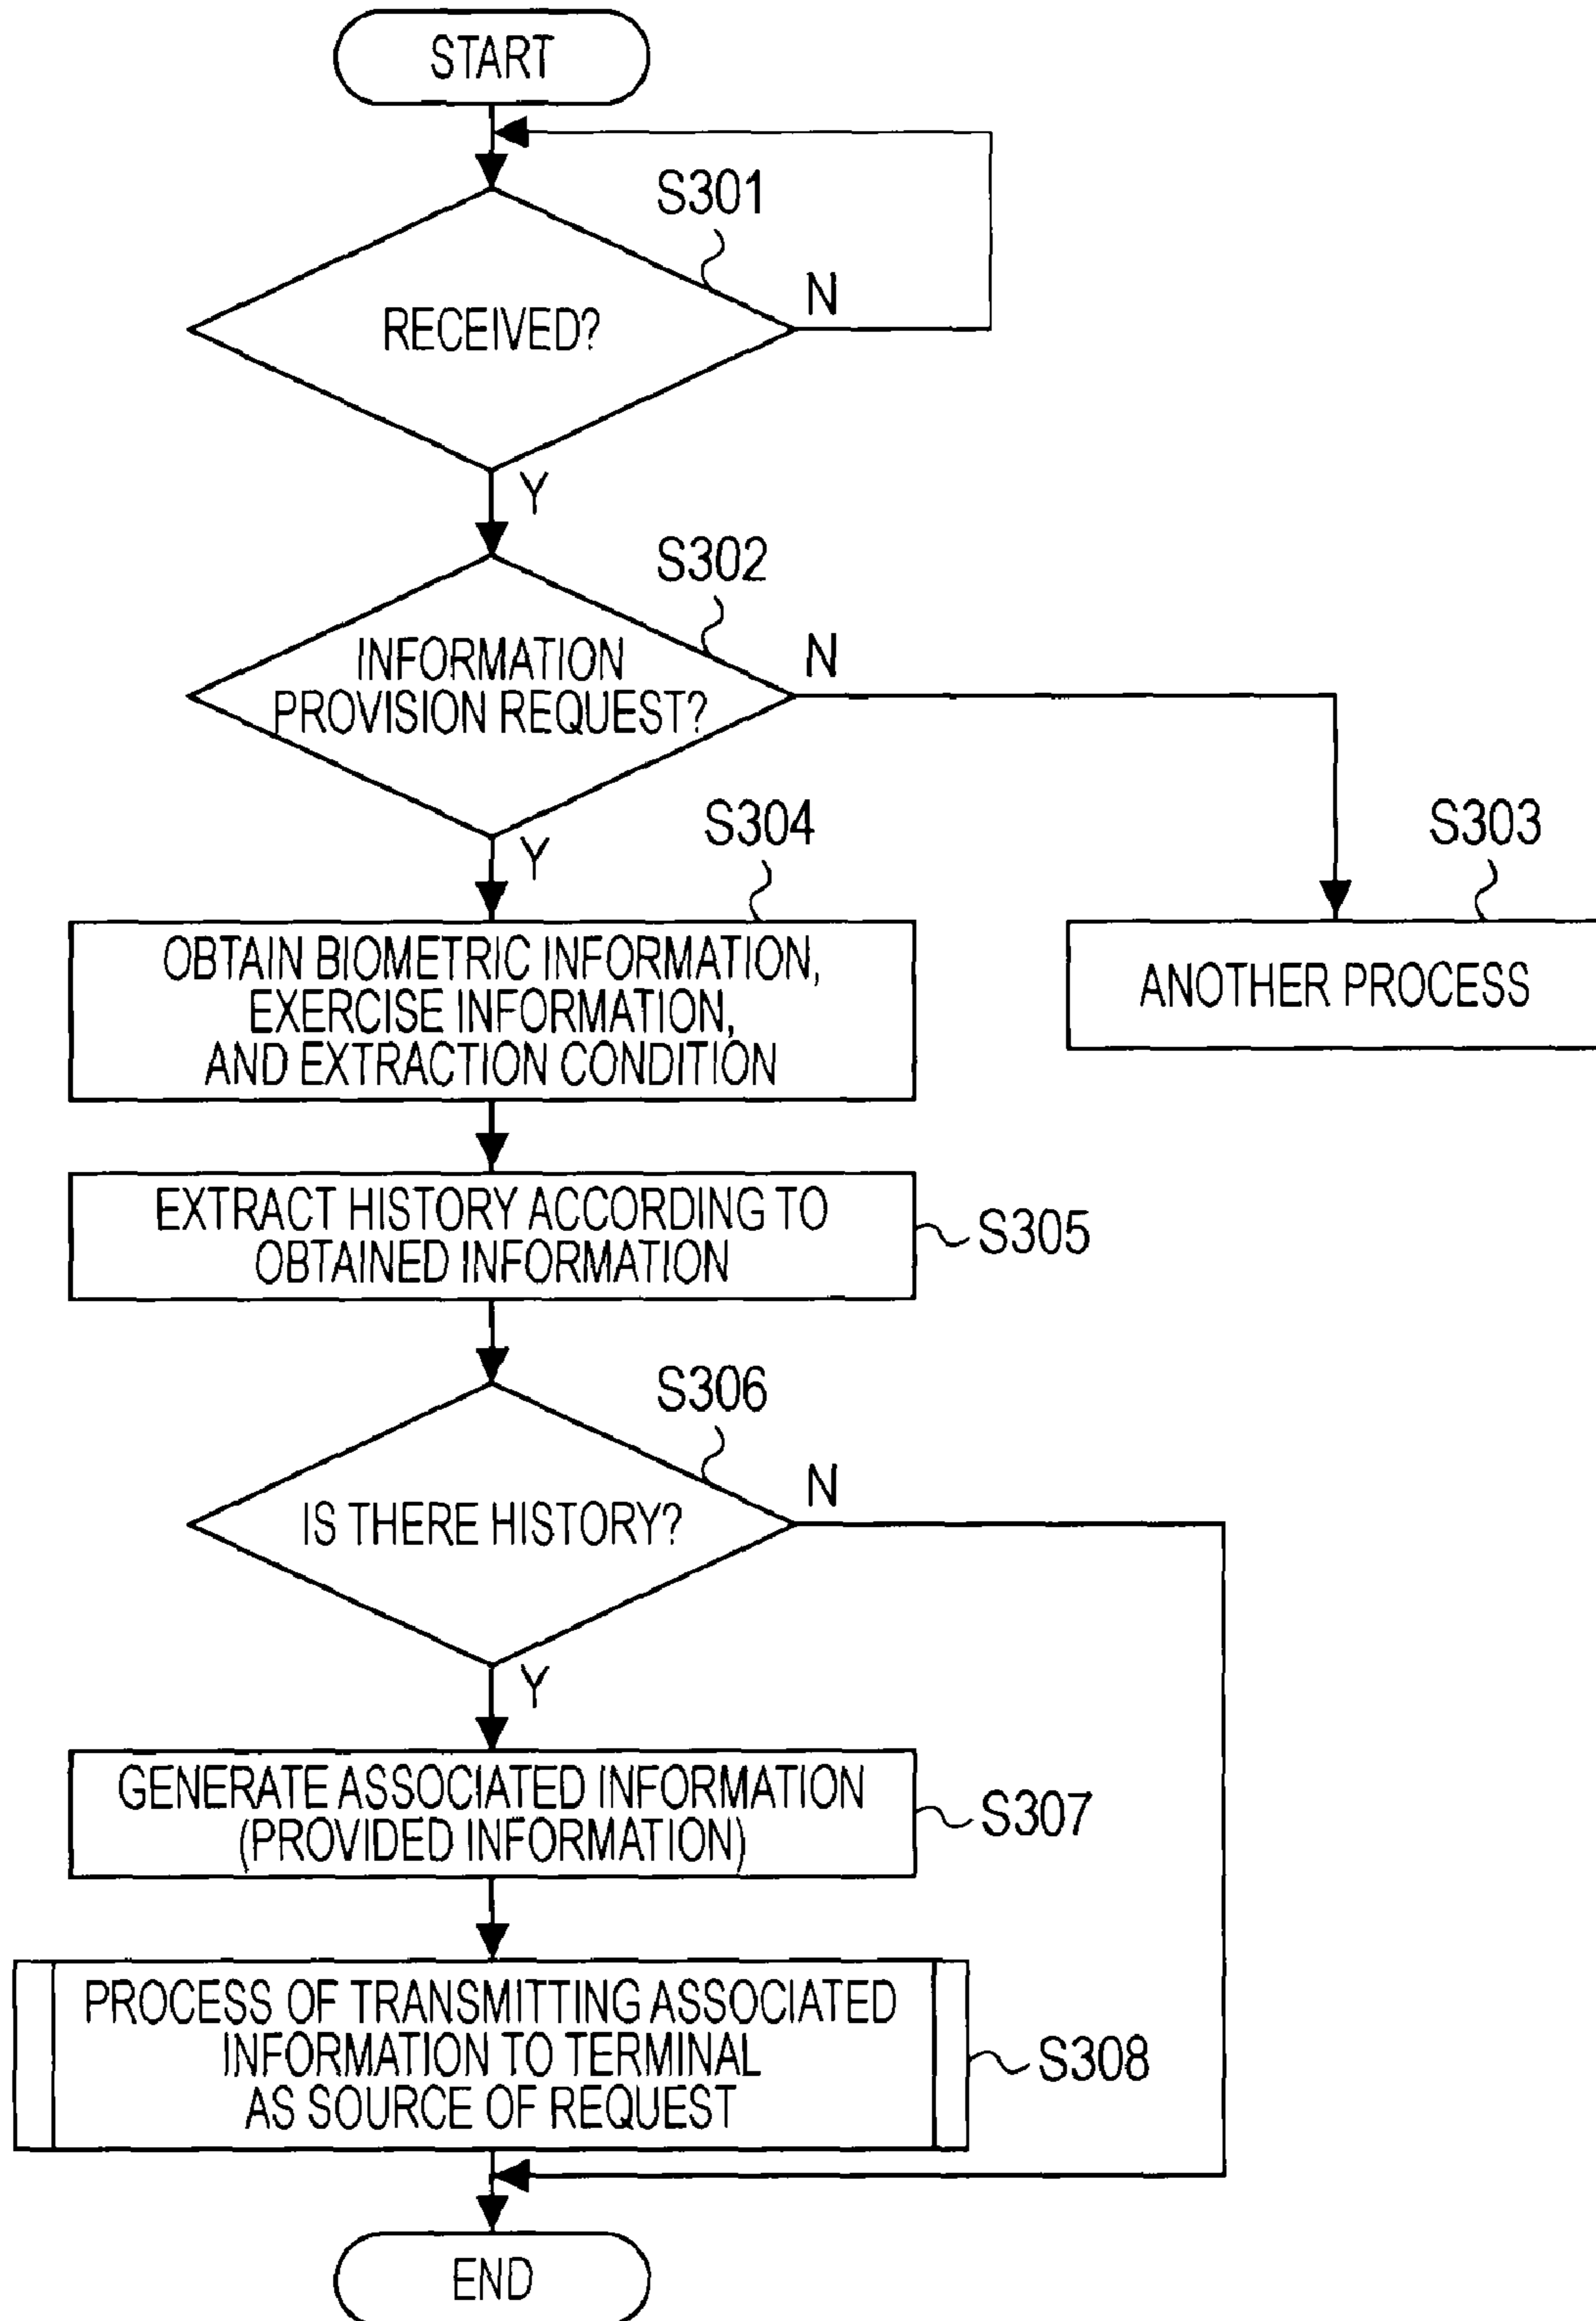 START
S301
RECEIVED?
N
Y
S302
INFORMATION
PROVISION REQUEST?
N
Y
S304
S303
OBTAIN BIOMETRIC INFORMATION,
EXERCISE INFORMATION,
AND EXTRACTION CONDITION
ANOTHER PROCESS
EXTRACT HISTORY ACCORDING TO
OBTAINED INFORMATION
S305
S306
IS THERE HISTORY?
N
Y
GENERATE ASSOCIATED INFORMATION
(PROVIDED INFORMATION)
S307
PROCESS OF TRANSMITTING ASSOCIATED
INFORMATION TO TERMINAL
AS SOURCE OF REQUEST
S308
END